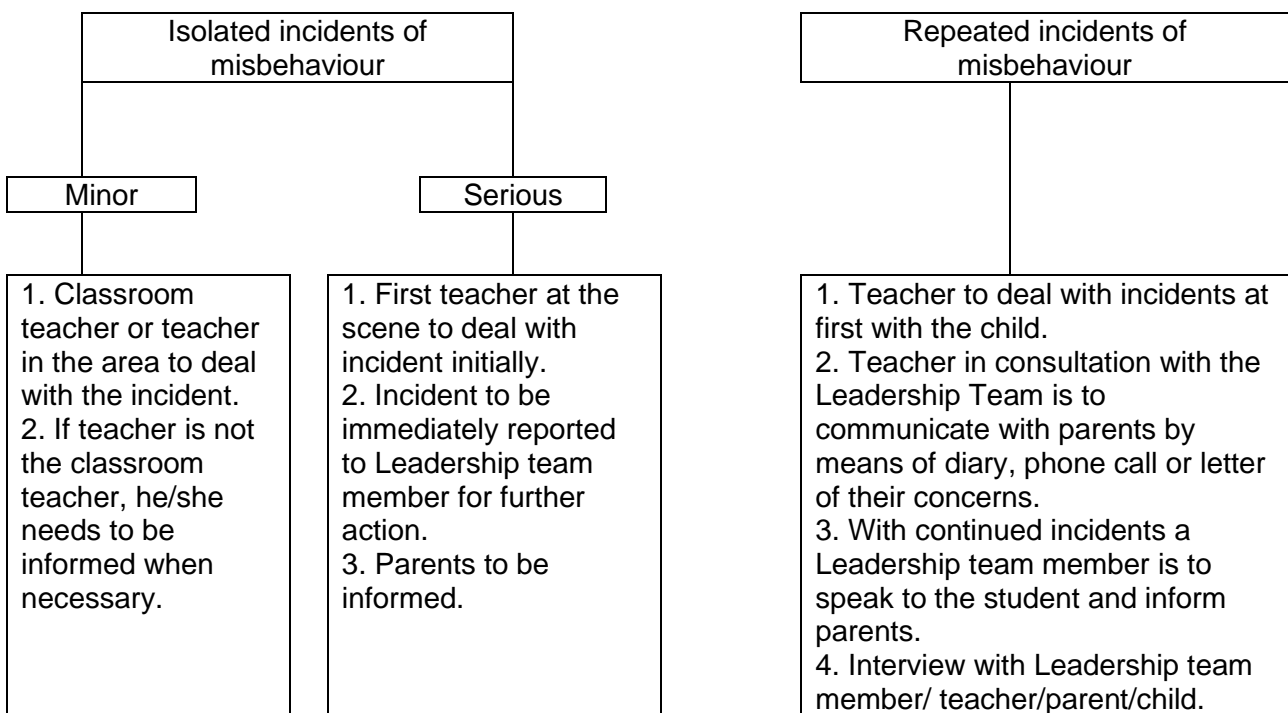 Isolated incidents of
misbehaviour
Repeated incidents of
misbehaviour
Minor
Serious
1. Classroom
teacher or teacher
in the area to deal
with the incident.
2. If teacher is not
the classroom
teacher, he/she
needs to be
informed when
necessary.
1. First teacher at the
scene to deal with
incident initially.
2. Incident to be
immediately reported
to Leadership team
member for further
action.
3. Parents to be
informed.
1. Teacher to deal with incidents at
first with the child.
2. Teacher in consultation with the
Leadership Team is to
communicate with parents by
means of diary, phone call or letter
of their concerns.
3. With continued incidents a
Leadership team member is to
speak to the student and inform
parents.
4. Interview with Leadership team
member/ teacher/parent/child.